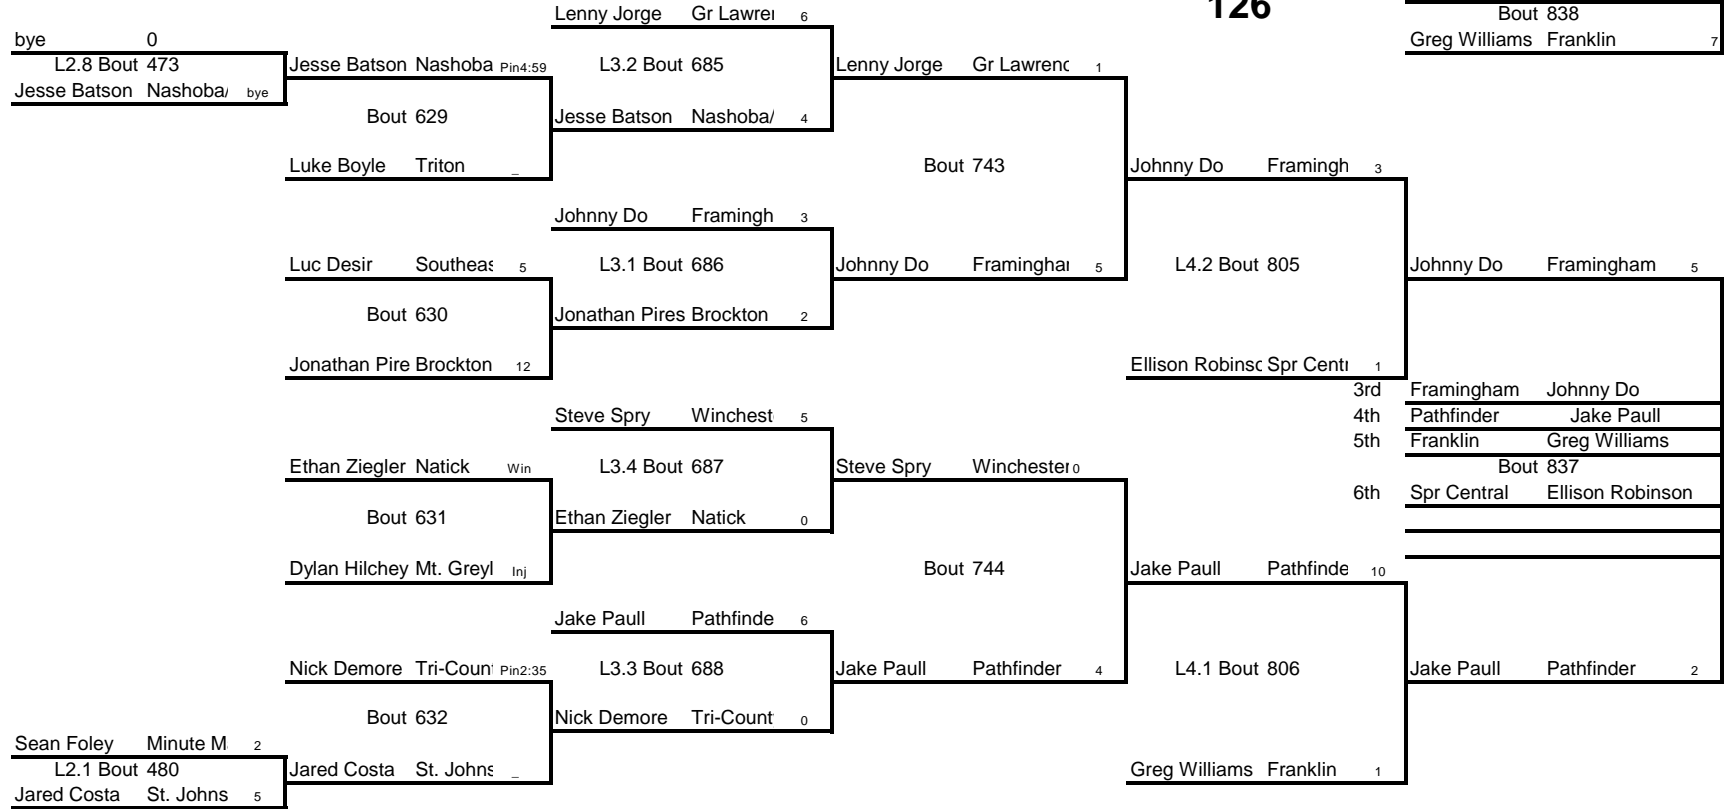 Lenny Jorge Gr Lawrer 6 126
Bout 838
bye 0 Greg Williams Franklin 7
L2.8 Bout 473 Jesse Batson Nashoba Pin4:59 L3.2 Bout 685 Lenny Jorge Gr Lawrenc 1
Jesse Batson Nashoba/ bye
Bout 629 Jesse Batson Nashoba/ 4
Luke Boyle Triton _ Bout 743 Johnny Do Framingh 3
Johnny Do Framingh 3
Luc Desir Southeas 5 L3.1 Bout 686 Johnny Do Framinghar 5 L4.2 Bout 805 Johnny Do Framingham 5
Bout 630 Jonathan Pires Brockton 2
Jonathan Pire Brockton 12 Ellison Robinsc Spr Centr 1
3rd Framingham Johnny Do
Steve Spry Winchest 5 4th Pathfinder Jake Paull
5th Franklin Greg Williams
Ethan Ziegler Natick Win L3.4 Bout 687 Steve Spry Winchester 0 Bout 837
6th Spr Central Ellison Robinson
Bout 631 Ethan Ziegler Natick 0
Dylan Hilchey Mt. Greyl Inj Bout 744 Jake Paull Pathfinde 10
Jake Paull Pathfinde 6
Nick Demore Tri-Coun Pin2:35 L3.3 Bout 688 Jake Paull Pathfinder 4 L4.1 Bout 806 Jake Paull Pathfinder 2
Bout 632 Nick Demore Tri-Count 0
Sean Foley Minute M 2
L2.1 Bout 480 Jared Costa St. Johns _ Greg Williams Franklin 1
Jared Costa St. Johns 5